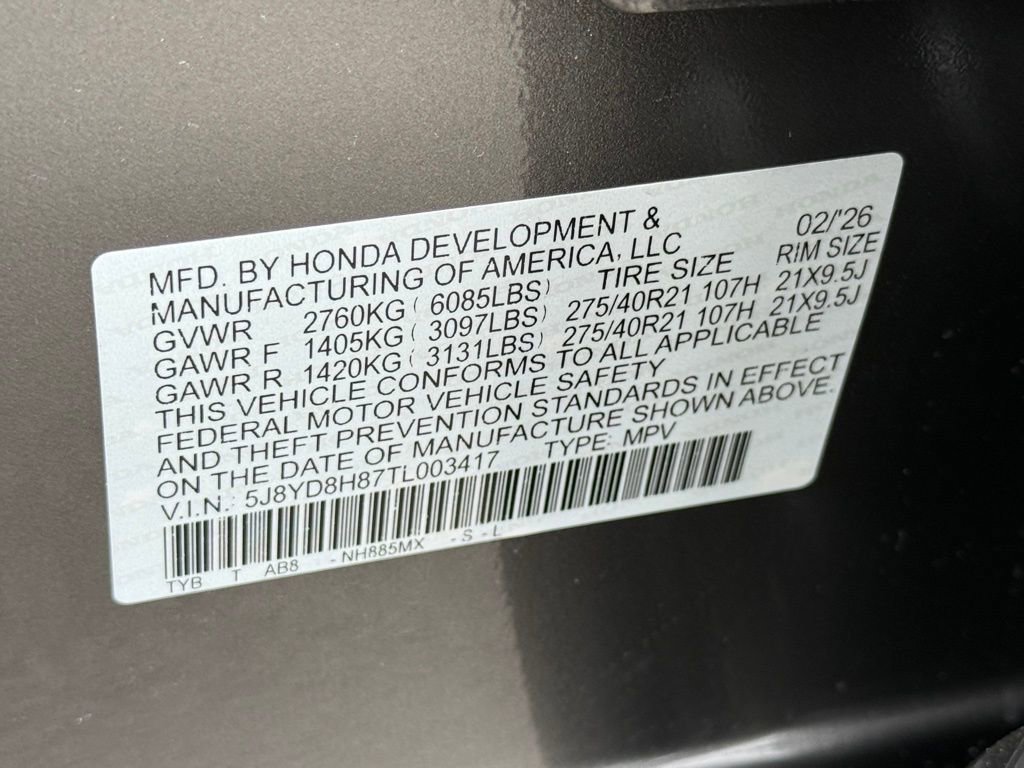 02/'26
MFD. BY HONDA DEVELOPMENT &
MANUFACTURING OF AMERICA, LLC
GVWR 2760KG ( 6085LBS) TIRE SIZE RIM SIZE
GAWR F 1405KG ( 3097LBS) 275/40R21 107H 21X9.5J
GAWR R 1420KG ( 3131LBS) 275/40R21 107H 21X9.5J
THIS VEHICLE CONFORMS TO ALL APPLICABLE
FEDERAL MOTOR VEHICLE SAFETY
AND THEFT PREVENTION STANDARDS IN EFFECT
ON THE DATE OF MANUFACTURE SHOWN ABOVE.
V.I.N.: 5J8YD8H87TL003417 TYPE: MPV
TYB T AB8 - NH885MX - S - L